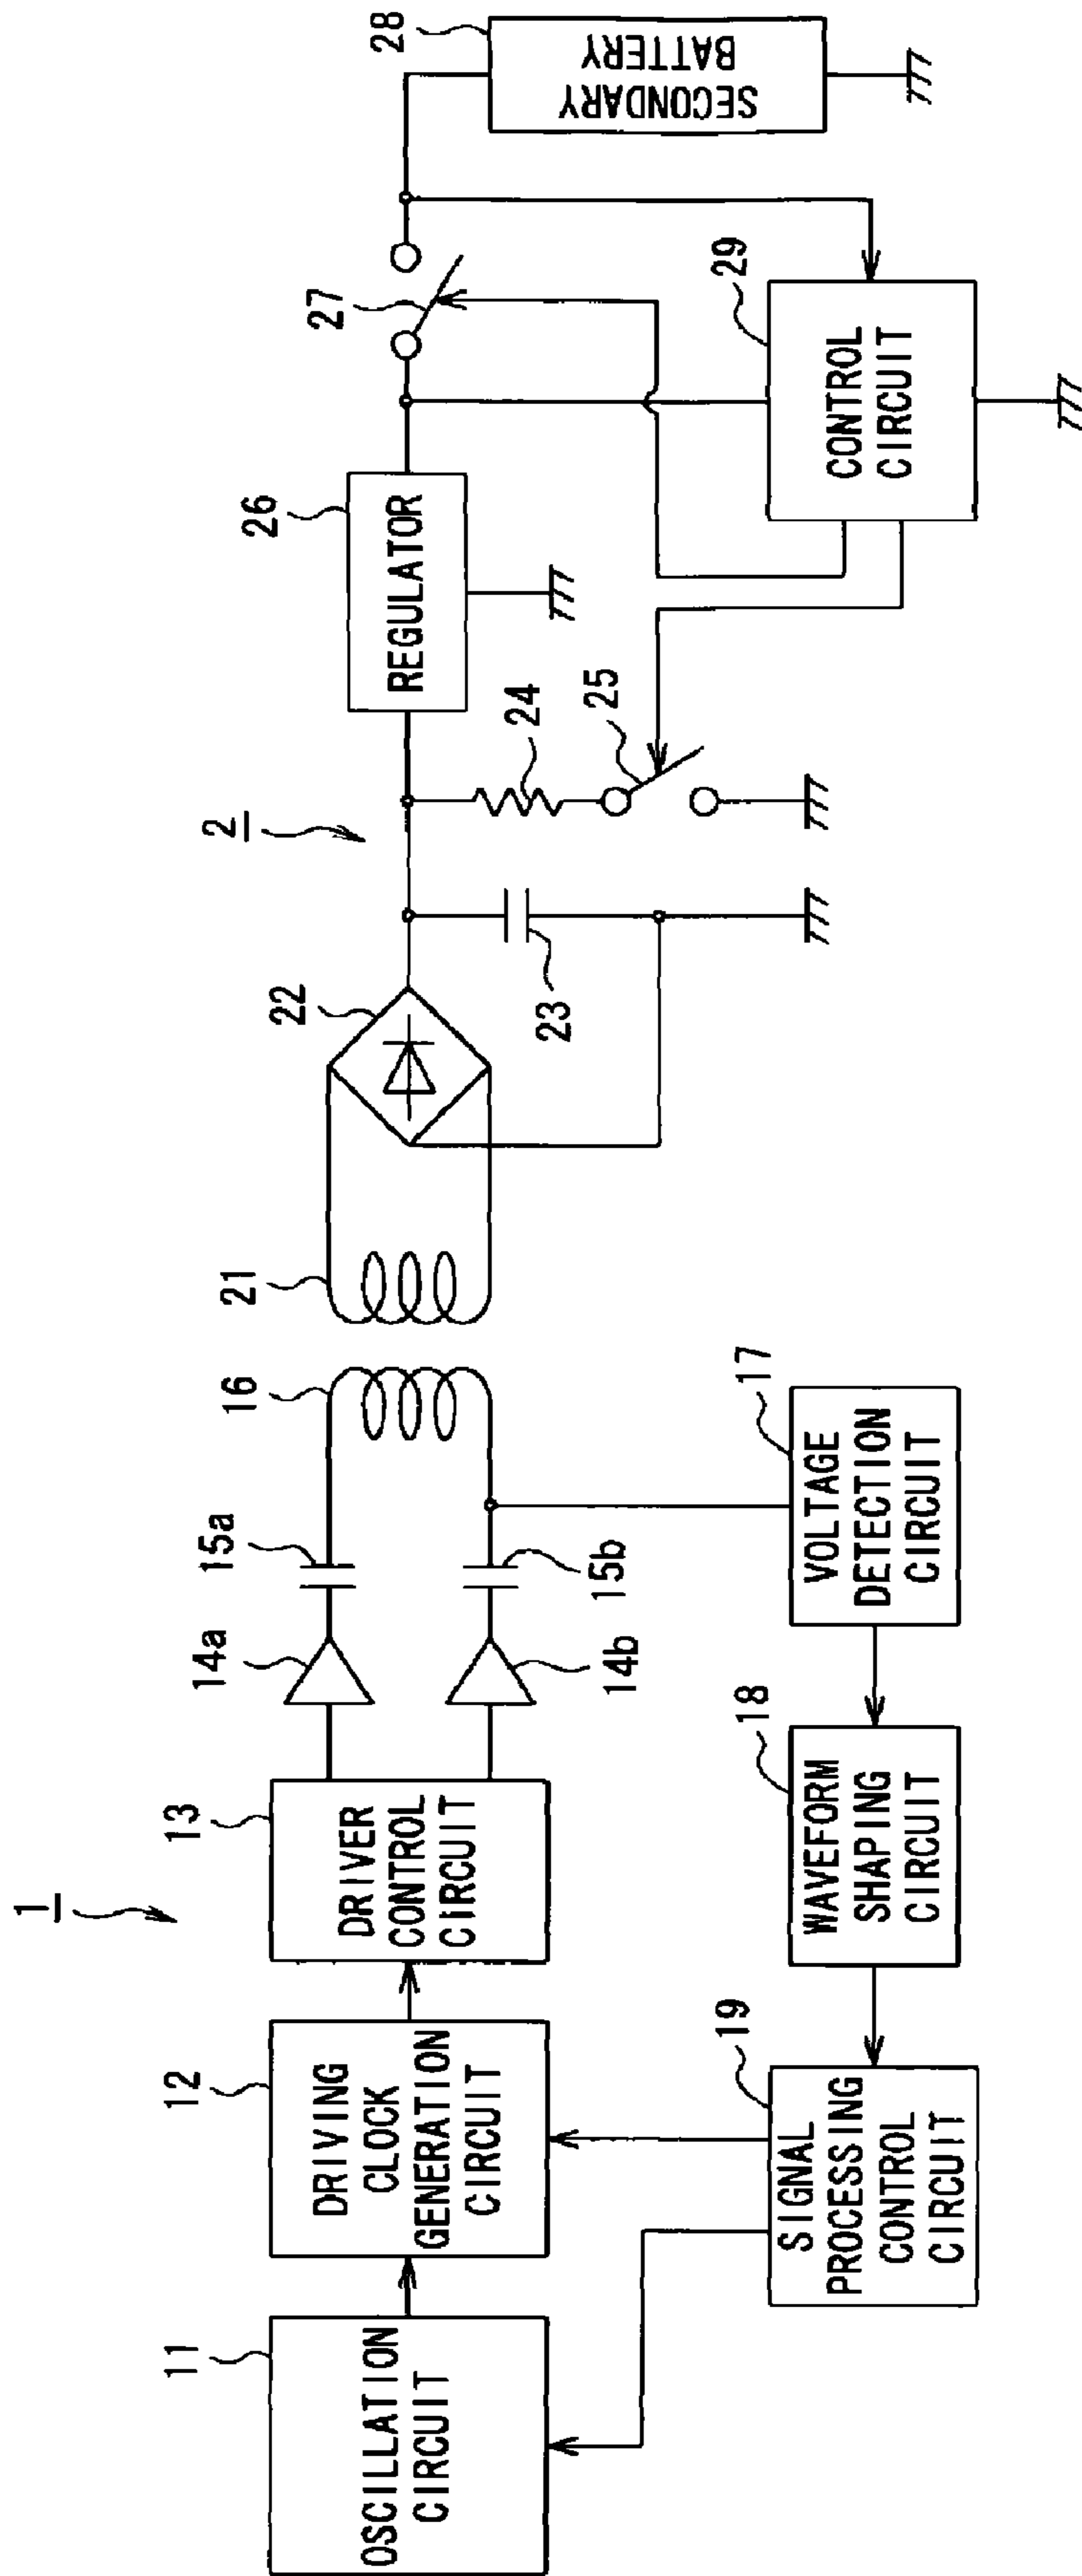 1
11
OSCILLATION
CIRCUIT
12
DRIVING
CLOCK
GENERATION
CIRCUIT
13
DRIVER
CONTROL
CIRCUIT
14a
14b
15a
15b
16
17
VOLTAGE
DETECTION
CIRCUIT
18
WAVEFORM
SHAPING
CIRCUIT
19
SIGNAL
PROCESSING
CONTROL
CIRCUIT
2
21
22
23
24
25
26
REGULATOR
27
28
SECONDARY
BATTERY
29
CONTROL
CIRCUIT